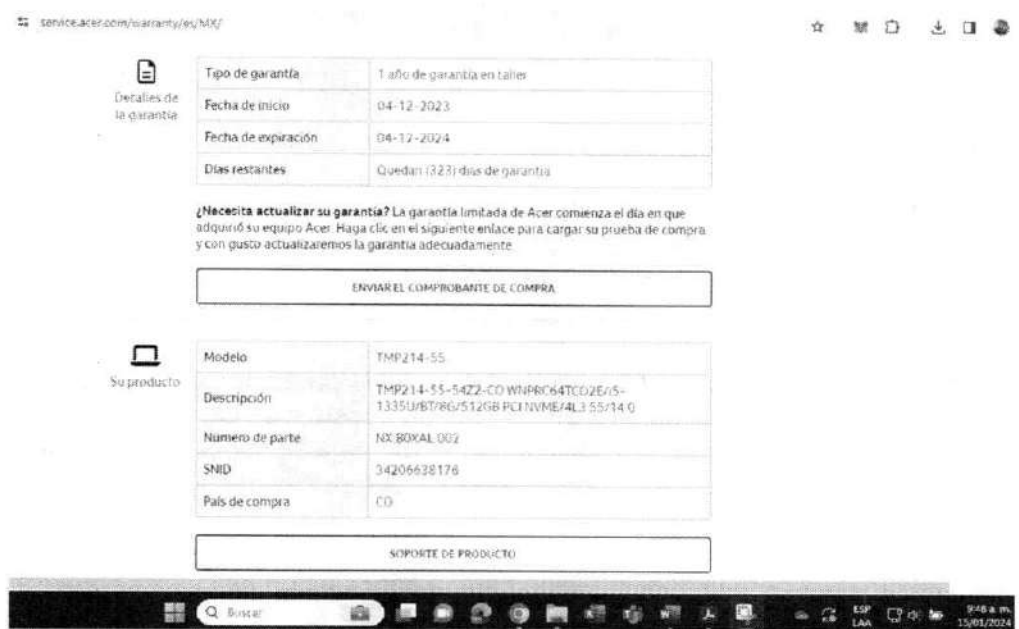 service.acer.com/warranty/es/MX/
Detalles de
la garantía
Tipo de garantía 1 año de garantía en taller
Fecha de inicio 04-12-2023
Fecha de expiración 04-12-2024
Días restantes Quedan (323) días de garantía
¿Necesita actualizar su garantía? La garantía limitada de Acer comienza el día en que
adquirió su equipo Acer. Haga clic en el siguiente enlace para cargar su prueba de compra
y con gusto actualizaremos la garantía adecuadamente.
ENVIAR EL COMPROBANTE DE COMPRA
Su producto
Modelo TMP214-55
Descripción TMP214-55-54Z2-CO WNPRC64TCO2E/i5-
1335U/BT/8G/512GB PCI NVME/4L3.55/14.0
Número de parte NX.B0XAL.002
SNID 34206638176
País de compra CO
SOPORTE DE PRODUCTO
Buscar
ESP
LAA
9:48 a. m.
15/01/2024